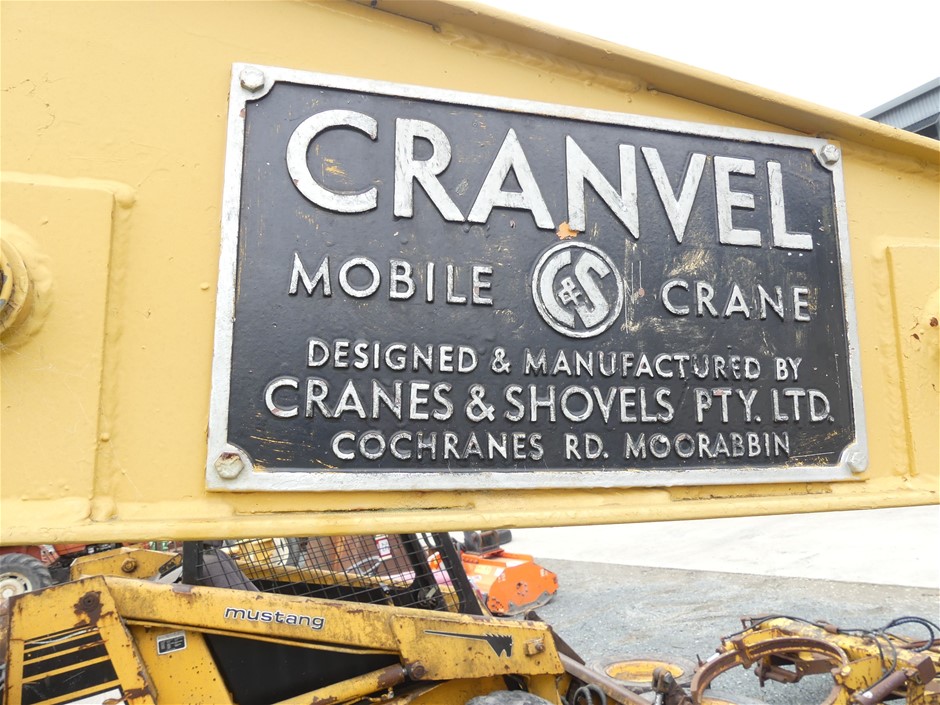 CRANVEL
MOBILE C&S CRANE
DESIGNED & MANUFACTURED BY
CRANES & SHOVELS PTY. LTD.
COCHRANES RD. MOORABBIN
mustang